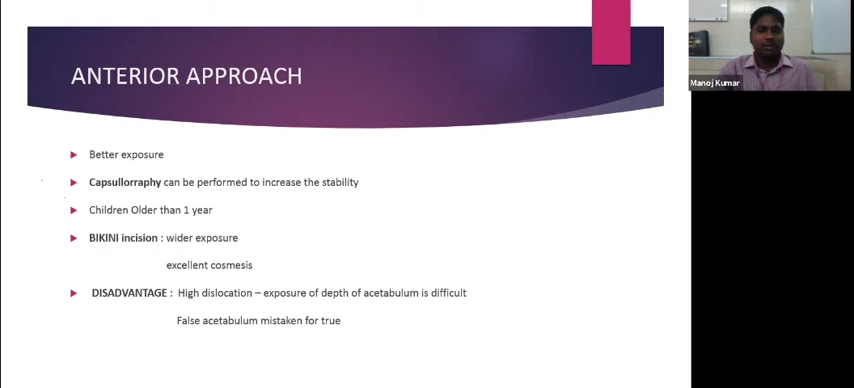 ANTERIOR APPROACH
Better exposure
Capsullorraphy can be performed to increase the stability
Children Older than 1 year
BIKINI incision : wider exposure
excellent cosmesis
DISADVANTAGE : High dislocation – exposure of depth of acetabulum is difficult
False acetabulum mistaken for true
Manoj Kumar